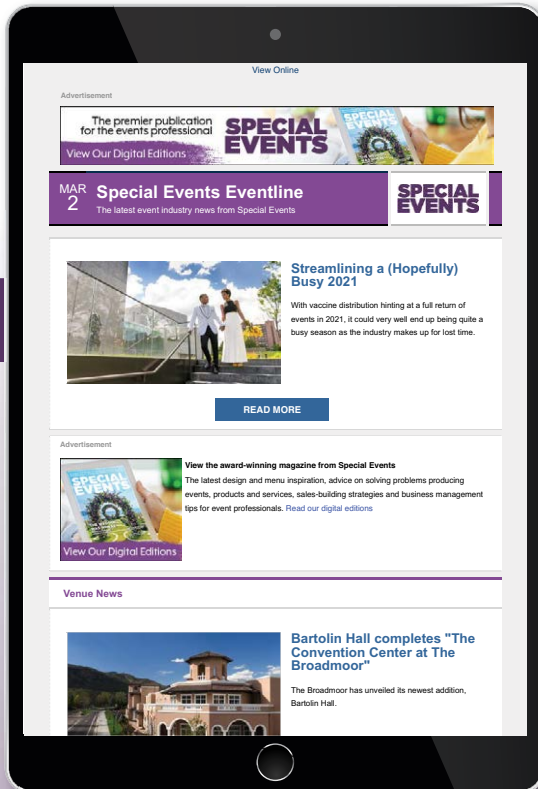 View Online
Advertisement
The premier publication
for the events professional
View Our Digital Editions
SPECIAL
EVENTS
MAR
2
Special Events Eventline
The latest event industry news from Special Events
SPECIAL
EVENTS
Streamlining a (Hopefully)
Busy 2021
With vaccine distribution hinting at a full return of
events in 2021, it could very well end up being quite a
busy season as the industry makes up for lost time.
READ MORE
Advertisement
SPECIAL
EVENTS
View Our Digital Editions
View the award-winning magazine from Special Events
The latest design and menu inspiration, advice on solving problems producing
events, products and services, sales-building strategies and business management
tips for event professionals. Read our digital editions
Venue News
Bartolin Hall completes "The
Convention Center at The
Broadmoor"
The Broadmoor has unveiled its newest addition,
Bartolin Hall.